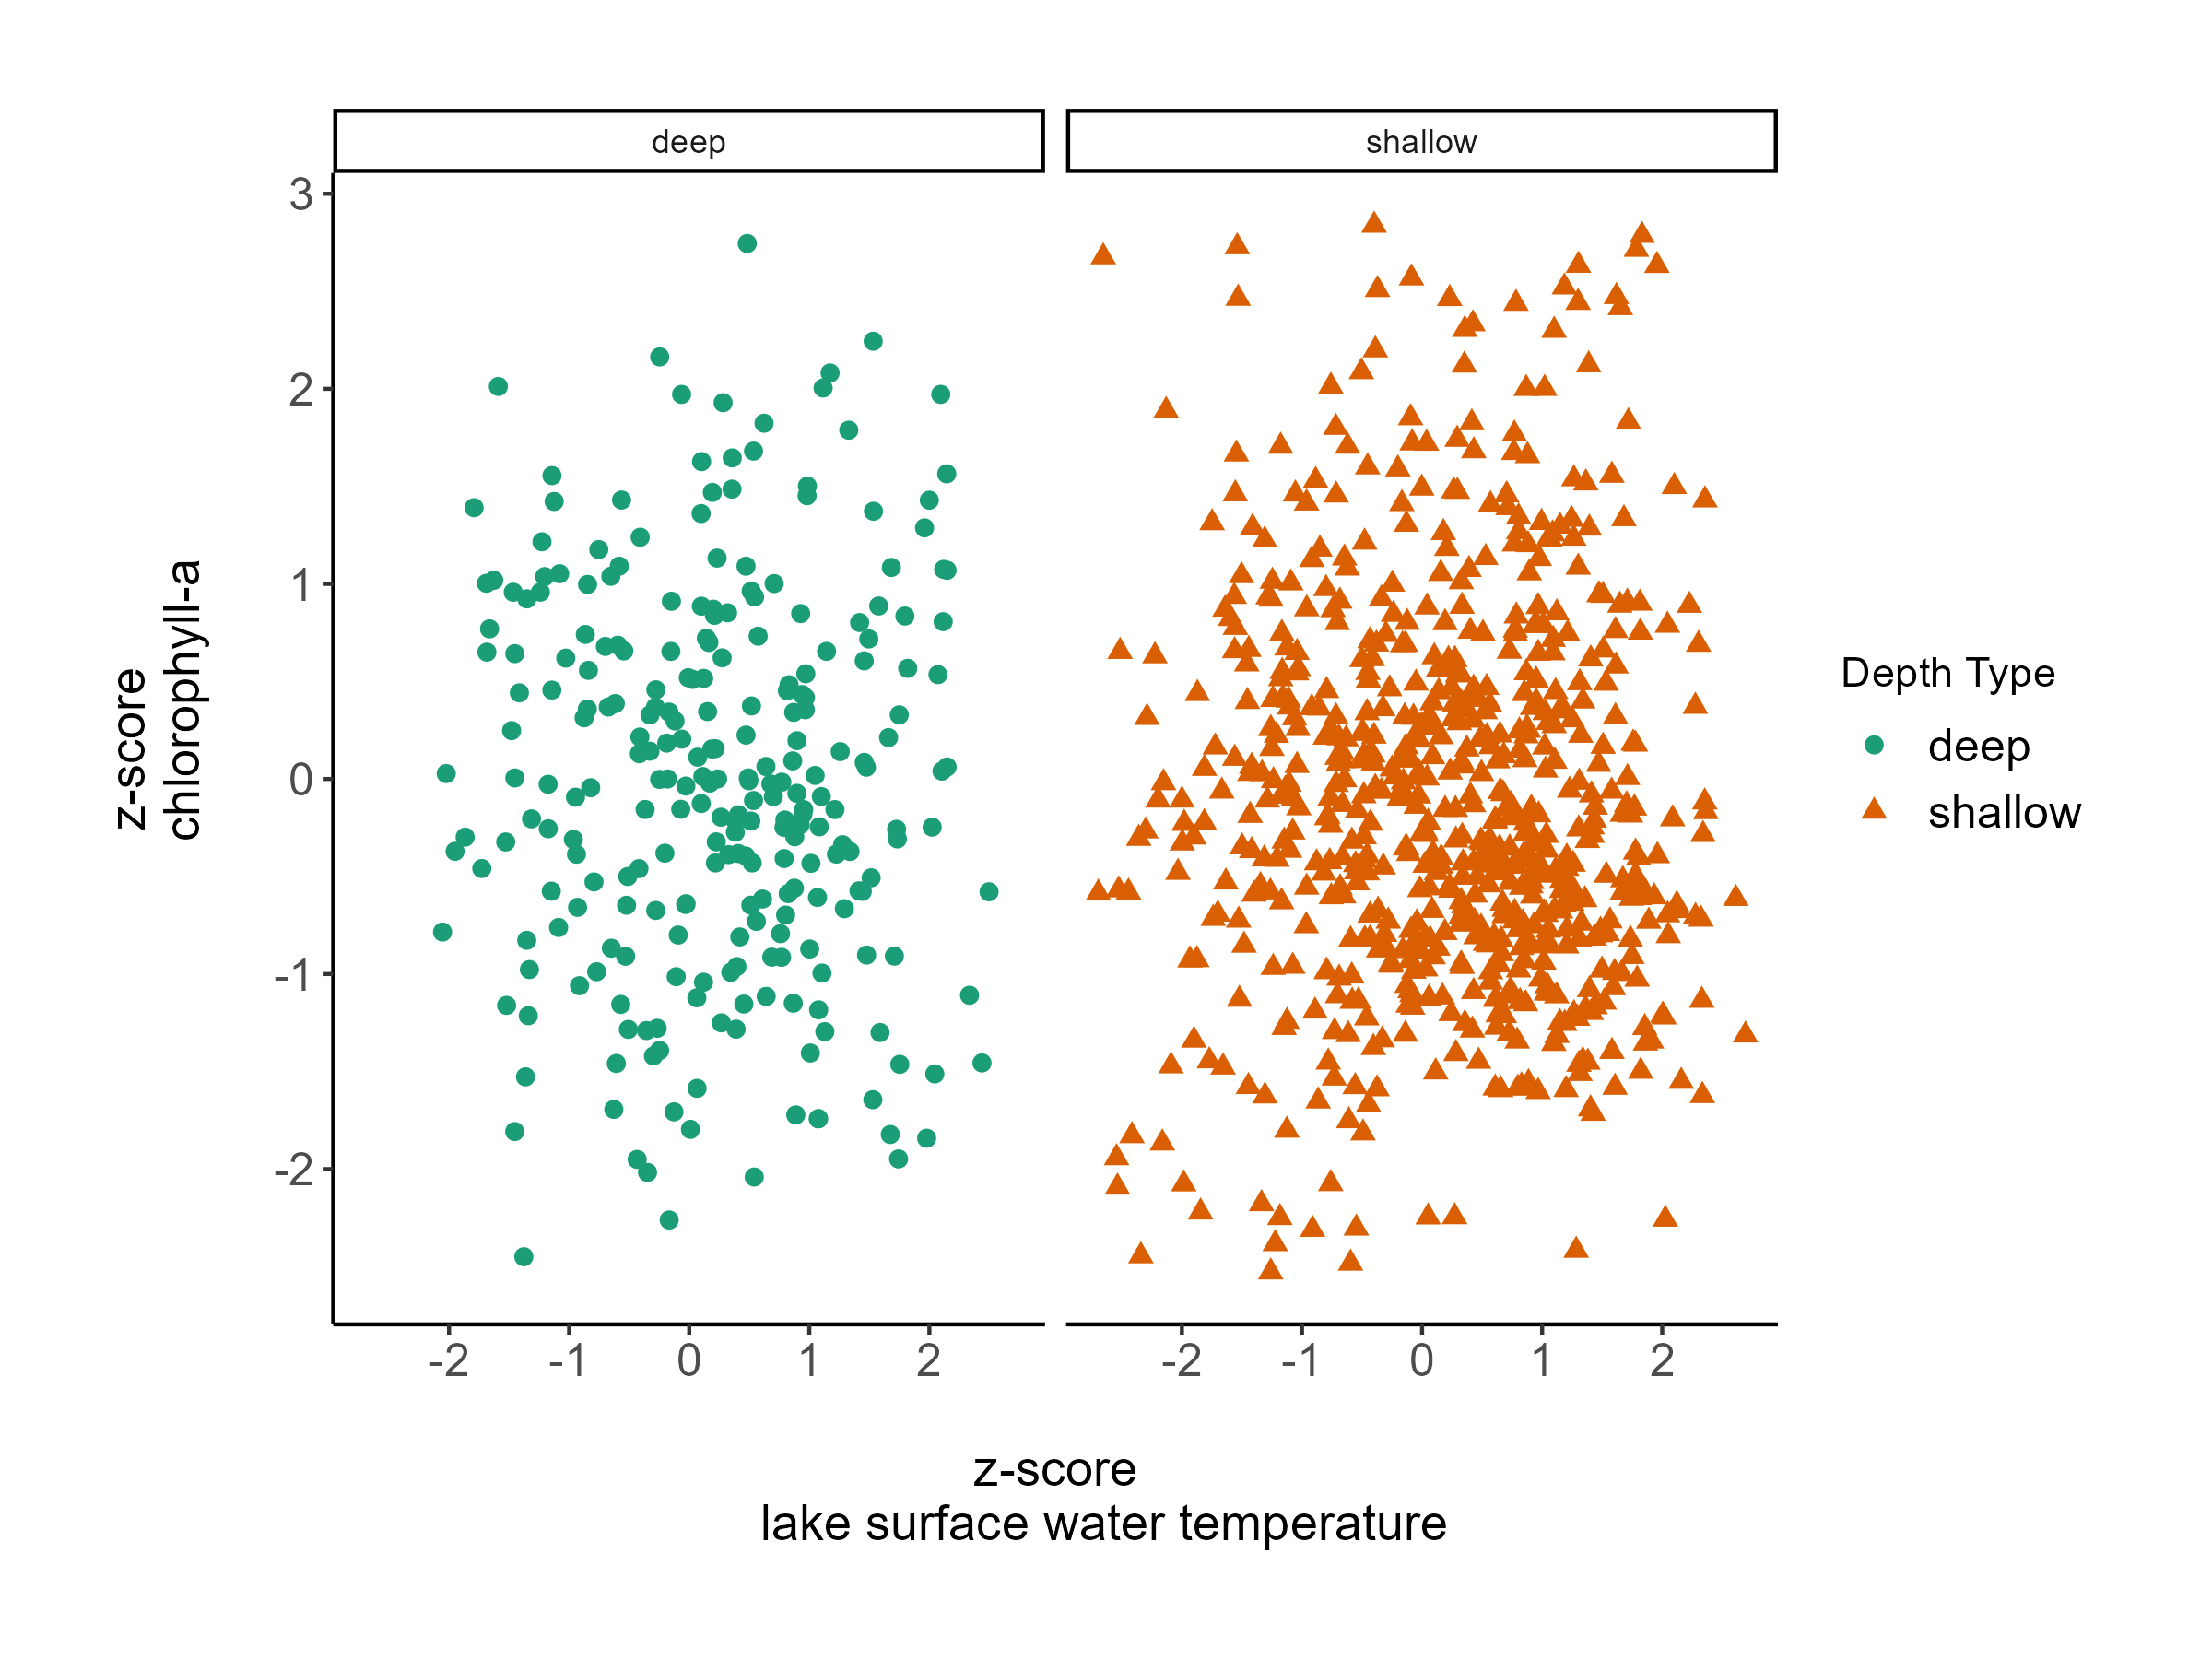 deep
shallow
3
2
1
0
-1
-2
z-score
chlorophyll-a
-2 -1 0 1 2
-2 -1 0 1 2
z-score
lake surface water temperature
Depth Type
deep
shallow